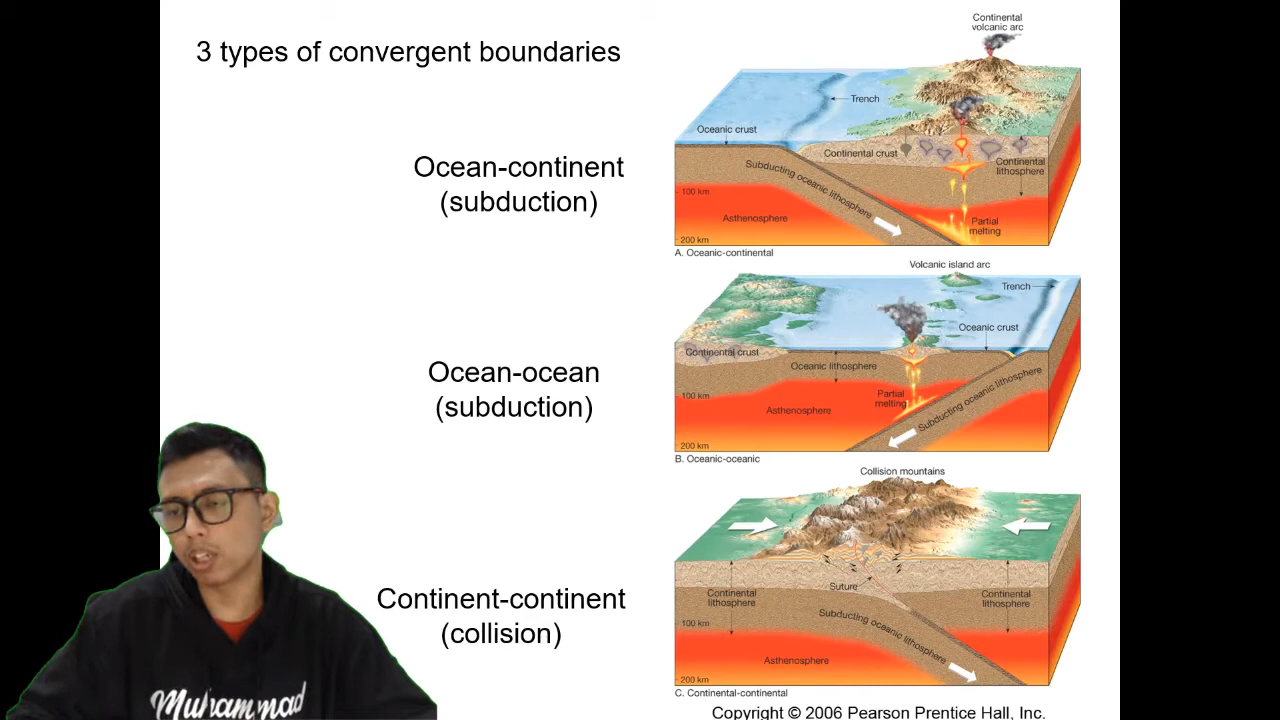 3 types of convergent boundaries
Ocean-continent
(subduction)
Ocean-ocean
(subduction)
Continent-continent
(collision)
Continental
volcanic arc
Trench
Oceanic crust
Continental crust
Continental
lithosphere
Subducting oceanic lithosphere
100 km
Asthenosphere
Partial
melting
200 km
A. Oceanic-continental
Volcanic island arc
Trench
Oceanic crust
Continental crust
Oceanic lithosphere
Subducting oceanic lithosphere
100 km
Partial
melting
Asthenosphere
200 km
B. Oceanic-oceanic
Collision mountains
Suture
Continental
lithosphere
Continental
lithosphere
Subducting oceanic lithosphere
100 km
Asthenosphere
200 km
C. Continental-continental
Copyright © 2006 Pearson Prentice Hall, Inc.
Muhammad